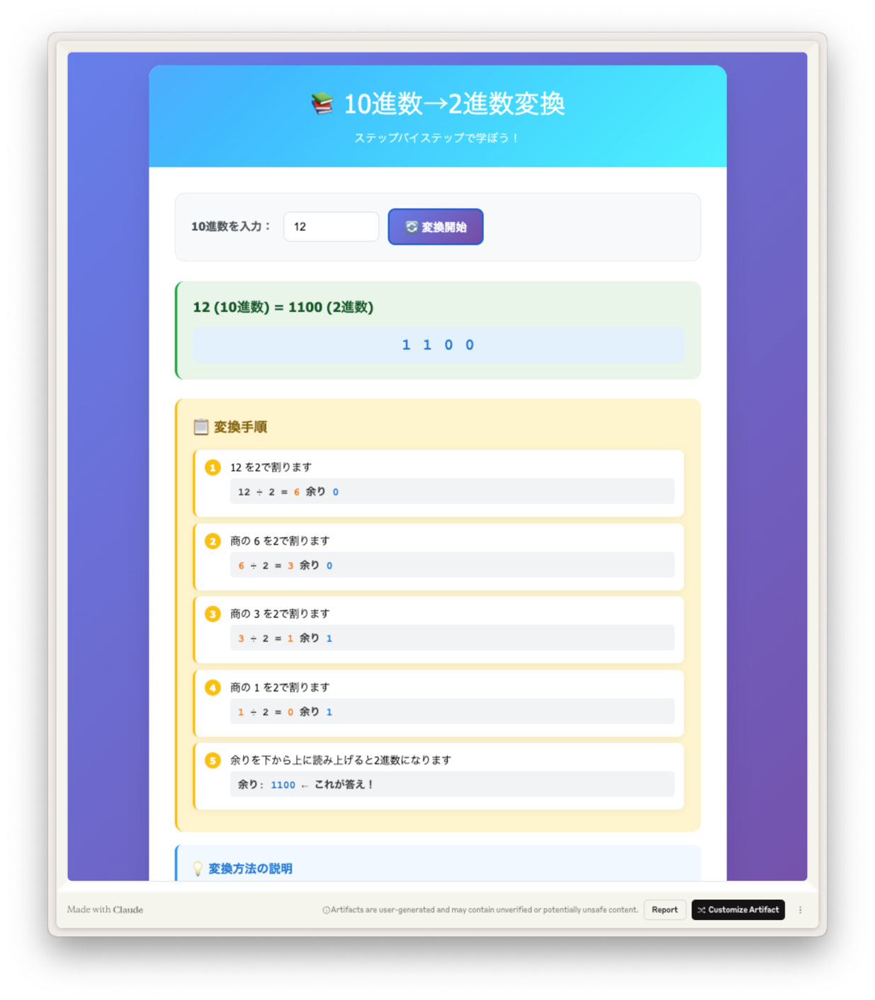 📚 10進数→2進数変換
ステップバイステップで学ぼう！
10進数を入力：
12
🔄 変換開始
12 (10進数) = 1100 (2進数)
1 1 0 0
📋 変換手順
1 12 を2で割ります
12 ÷ 2 = 6 余り 0
2 商の 6 を2で割ります
6 ÷ 2 = 3 余り 0
3 商の 3 を2で割ります
3 ÷ 2 = 1 余り 1
4 商の 1 を2で割ります
1 ÷ 2 = 0 余り 1
5 余りを下から上に読み上げると2進数になります
余り: 1100 ← これが答え！
💡 変換方法の説明
Made with Claude
Artifacts are user-generated and may contain unverified or potentially unsafe content.
Report
Customize Artifact